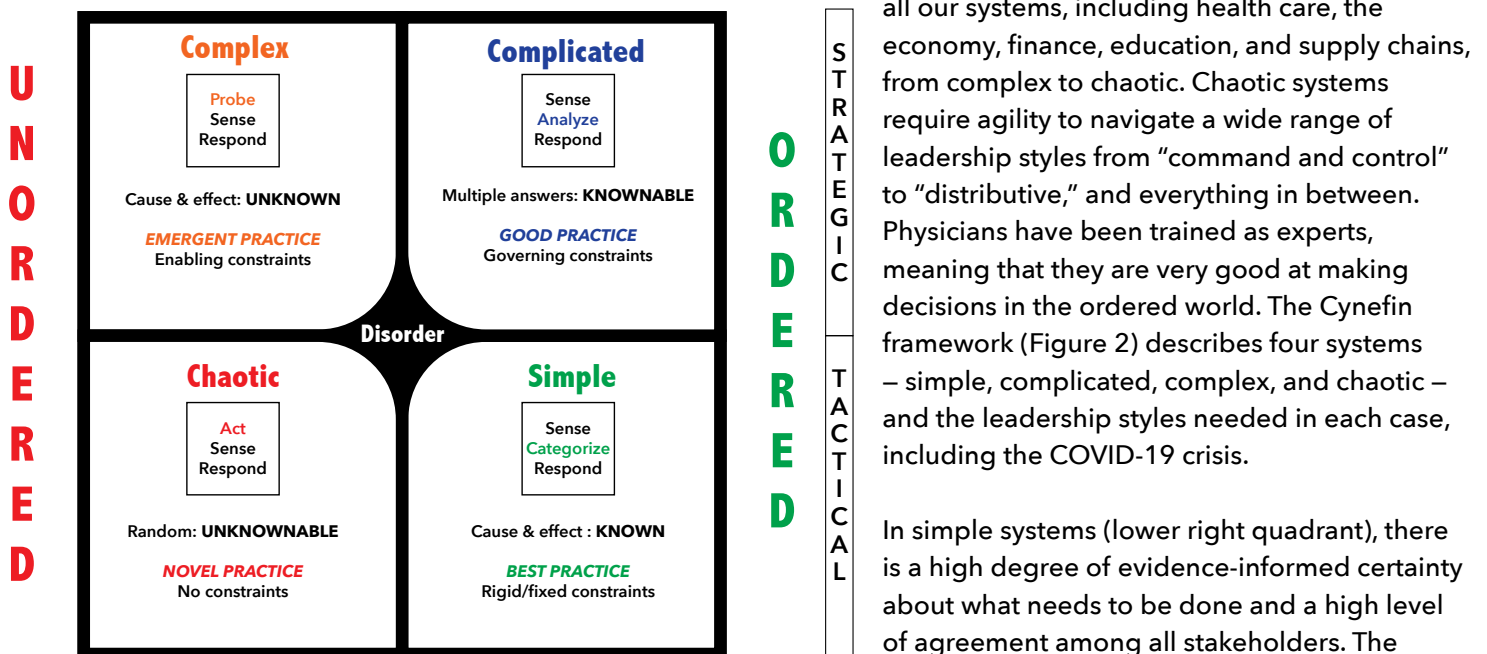 UNORDERED
Complex
Probe
Sense
Respond
Cause & effect: UNKNOWN
EMERGENT PRACTICE
Enabling constraints
Complicated
Sense
Analyze
Respond
Multiple answers: KNOWNABLE
GOOD PRACTICE
Governing constraints
Disorder
Chaotic
Act
Sense
Respond
Random: UNKNOWNABLE
NOVEL PRACTICE
No constraints
Simple
Sense
Categorize
Respond
Cause & effect : KNOWN
BEST PRACTICE
Rigid/fixed constraints
ORDERED
STRATEGIC
TACTICAL
all our systems, including health care, the
economy, finance, education, and supply chains,
from complex to chaotic. Chaotic systems
require agility to navigate a wide range of
leadership styles from “command and control”
to “distributive,” and everything in between.
Physicians have been trained as experts,
meaning that they are very good at making
decisions in the ordered world. The Cynefin
framework (Figure 2) describes four systems
– simple, complicated, complex, and chaotic –
and the leadership styles needed in each case,
including the COVID-19 crisis.
In simple systems (lower right quadrant), there
is a high degree of evidence-informed certainty
about what needs to be done and a high level
of agreement among all stakeholders. The